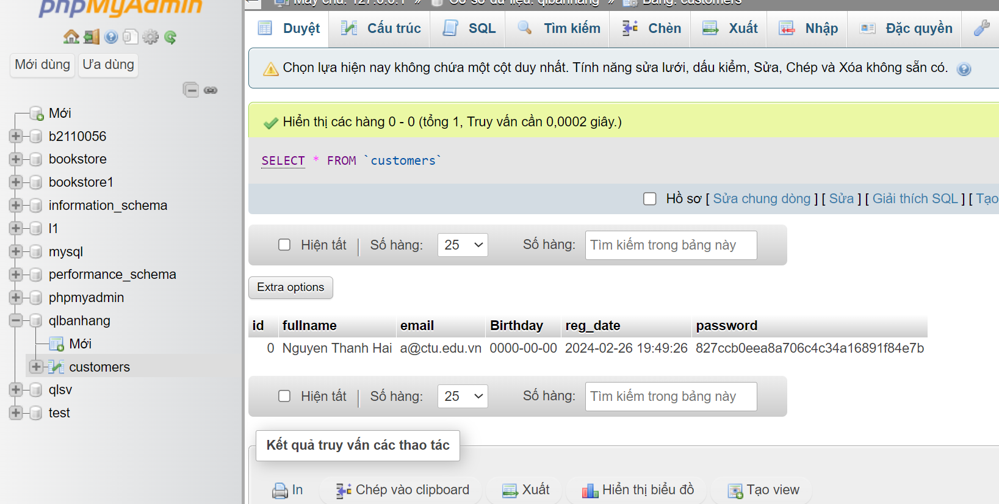 phpMyAdmin
Máy chủ: 127.0.0.1 » Cơ sở dữ liệu: qlbanhang » Bảng: customers
Duyệt Cấu trúc SQL Tìm kiếm Chèn Xuất Nhập Đặc quyền
Mới dùng Ưa dùng
Chọn lựa hiện nay không chứa một cột duy nhất. Tính năng sửa lưới, dấu kiểm, Sửa, Chép và Xóa không sẵn có.
Hiển thị các hàng 0 - 0 (tổng 1, Truy vấn cần 0,0002 giây.)
SELECT * FROM `customers`
Hồ sơ [ Sửa chung dòng ] [ Sửa ] [ Giải thích SQL ] [ Tạo
Mới
b2110056
bookstore
bookstore1
information_schema
l1
mysql
performance_schema
phpmyadmin
qlbanhang
Mới
customers
qlsv
test
Hiện tất | Số hàng: 25 Số hàng: Tìm kiếm trong bảng này
Extra options
id fullname email Birthday reg_date password
0 Nguyen Thanh Hai a@ctu.edu.vn 0000-00-00 2024-02-26 19:49:26 827ccb0eea8a706c4c34a16891f84e7b
Hiện tất | Số hàng: 25 Số hàng: Tìm kiếm trong bảng này
Kết quả truy vấn các thao tác
In Chép vào clipboard Xuất Hiển thị biểu đồ Tạo view